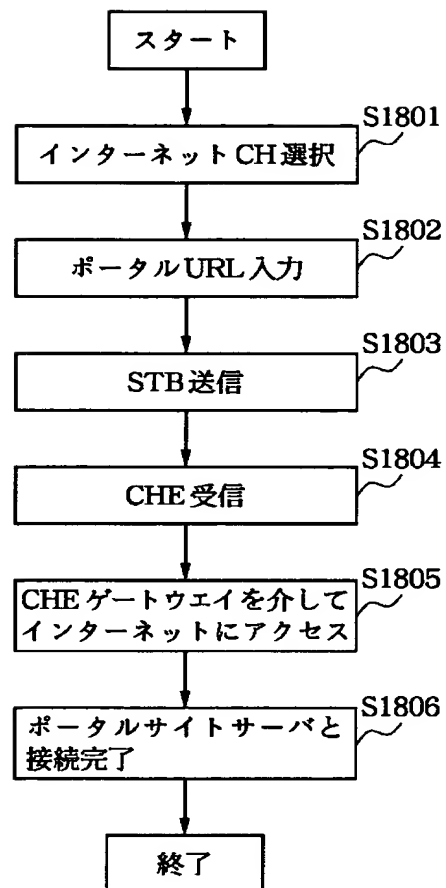 スタート
S1801
インターネットCH選択
S1802
ポータルURL入力
S1803
STB送信
S1804
CHE受信
S1805
CHEゲートウエイを介して
インターネットにアクセス
S1806
ポータルサイトサーバと
接続完了
終了